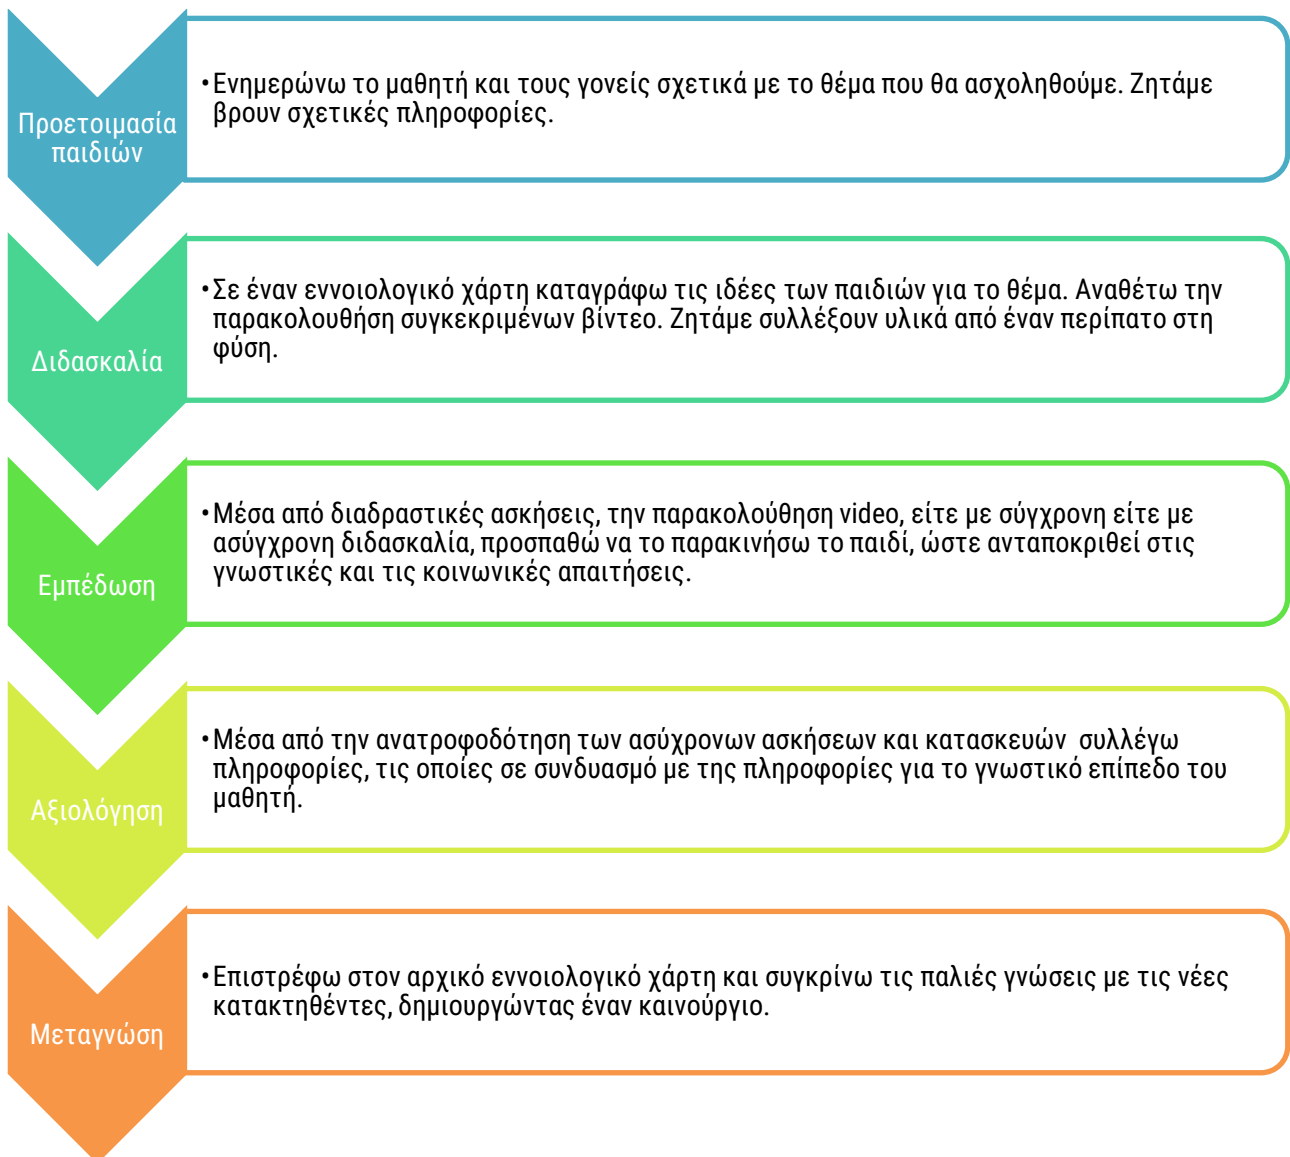 Προετοιμασία
παιδιών
•Ενημερώνω το μαθητή και τους γονείς σχετικά με το θέμα που θα ασχοληθούμε. Ζητάμε
βρουν σχετικές πληροφορίες.
Διδασκαλία
•Σε έναν εννοιολογικό χάρτη καταγράφω τις ιδέες των παιδιών για το θέμα. Αναθέτω την
παρακολουθήση συγκεκριμένων βίντεο. Ζητάμε συλλέξουν υλικά από έναν περίπατο στη
φύση.
Εμπέδωση
•Μέσα από διαδραστικές ασκήσεις, την παρακολούθηση video, είτε με σύγχρονη είτε με
ασύγχρονη διδασκαλία, προσπαθώ να το παρακινήσω το παιδί, ώστε ανταποκριθεί στις
γνωστικές και τις κοινωνικές απαιτήσεις.
Αξιολόγηση
•Μέσα από την ανατροφοδότηση των ασύχρονων ασκήσεων και κατασκευών συλλέγω
πληροφορίες, τις οποίες σε συνδυασμό με της πληροφορίες για το γνωστικό επίπεδο του
μαθητή.
Μεταγνώση
•Επιστρέφω στον αρχικό εννοιολογικό χάρτη και συγκρίνω τις παλιές γνώσεις με τις νέες
κατακτηθέντες, δημιουργώντας έναν καινούργιο.